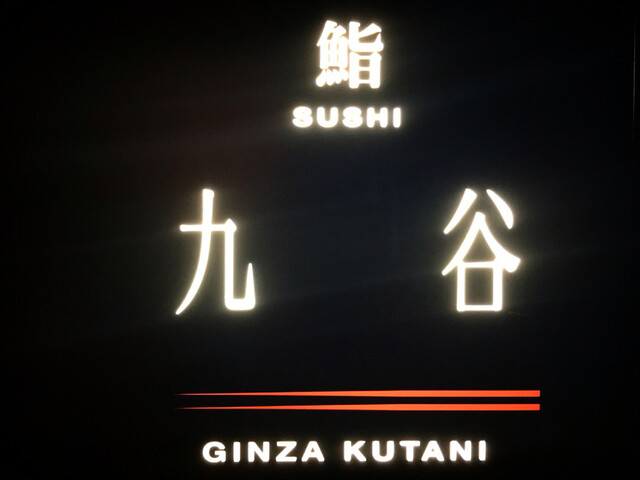 鮨
SUSHI
九 谷
GINZA KUTANI